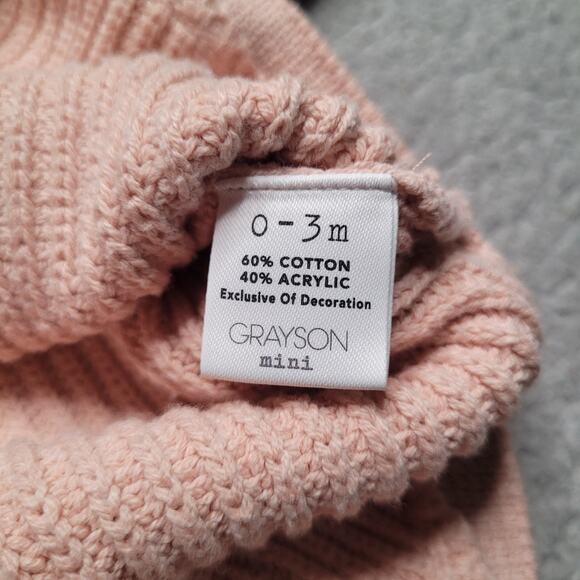 0-3m
60% COTTON
40% ACRYLIC
Exclusive Of Decoration
GRAYSON
mini